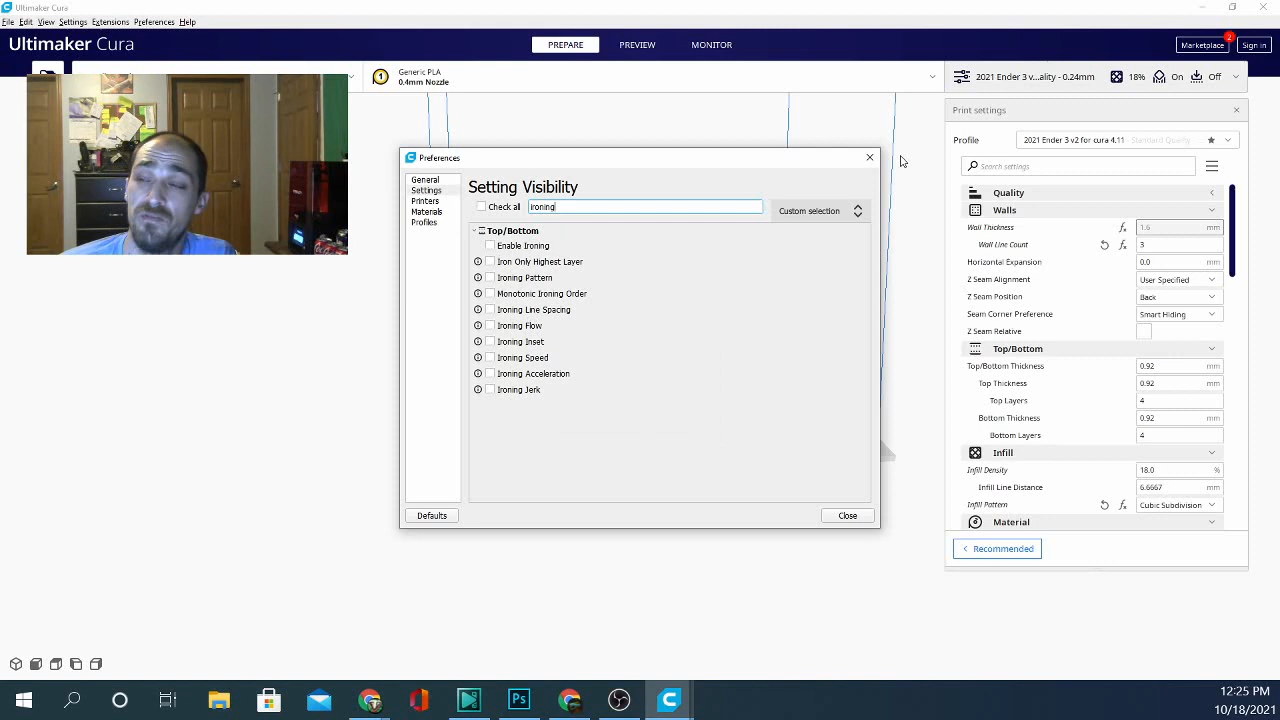 Ultimaker Cura
File Edit View Settings Extensions Preferences Help
Ultimaker Cura
PREPARE
PREVIEW
MONITOR
Marketplace
2
Sign in
1
Generic PLA
0.4mm Nozzle
2021 Ender 3 v...ality - 0.24mm
18%
On
Off
Print settings
Profile
2021 Ender 3 v2 for cura 4.11 - Standard Quality
Search settings
Quality
Walls
Wall Thickness 1.6 mm
Wall Line Count 3
Horizontal Expansion 0.0 mm
Z Seam Alignment User Specified
Z Seam Position Back
Seam Corner Preference Smart Hiding
Z Seam Relative
Top/Bottom
Top/Bottom Thickness 0.92 mm
Top Thickness 0.92 mm
Top Layers 4
Bottom Thickness 0.92 mm
Bottom Layers 4
Infill
Infill Density 18.0 %
Infill Line Distance 6.6667 mm
Infill Pattern Cubic Subdivision
Material
Recommended
Preferences
General
Settings
Printers
Materials
Profiles
Setting Visibility
Check all
ironing
Custom selection
Top/Bottom
Enable Ironing
Iron Only Highest Layer
Ironing Pattern
Monotonic Ironing Order
Ironing Line Spacing
Ironing Flow
Ironing Inset
Ironing Speed
Ironing Acceleration
Ironing Jerk
Defaults
Close
Ps
12:25 PM
10/18/2021